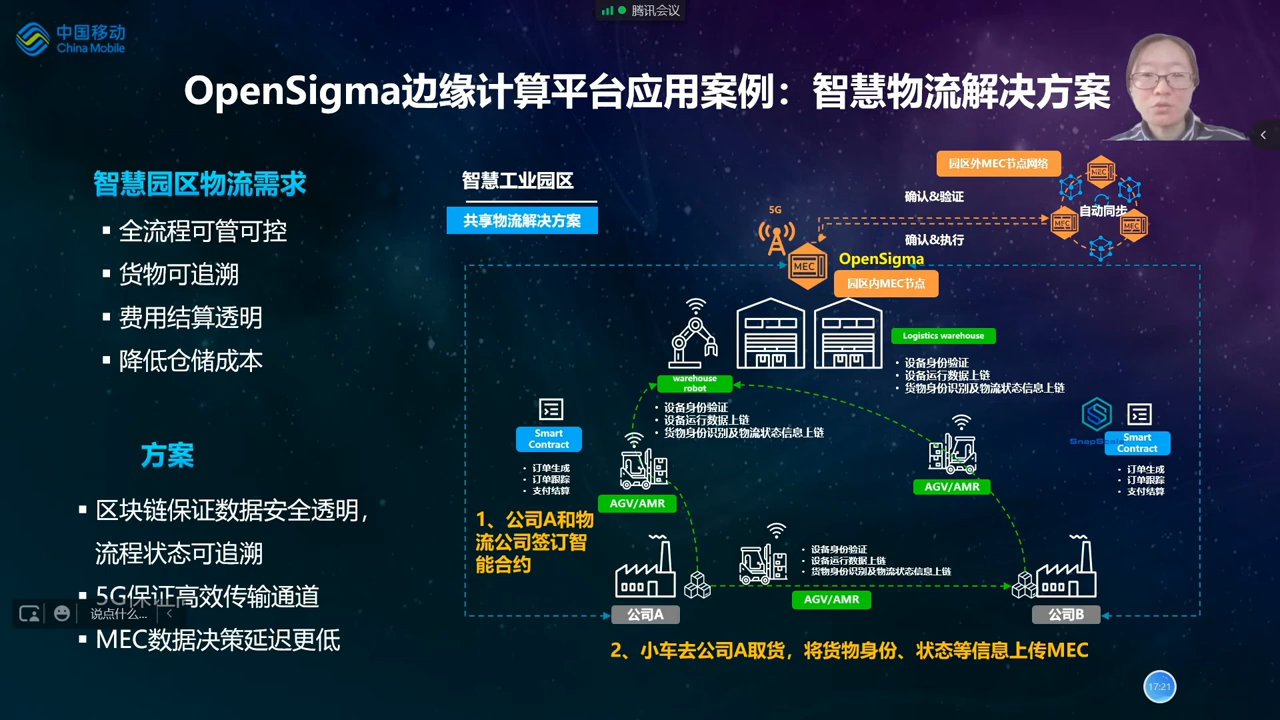 腾讯会议
中国移动
China Mobile
OpenSigma边缘计算平台应用案例：智慧物流解决方案
智慧园区物流需求
▪ 全流程可管可控
▪ 货物可追溯
▪ 费用结算透明
▪ 降低仓储成本
方案
▪ 区块链保证数据安全透明，
流程状态可追溯
▪ 5G保证高效传输通道
▪ MEC数据决策延迟更低
说点什么...
智慧工业园区
共享物流解决方案
园区外MEC节点网络
确认&验证
确认&执行
MEC
自动同步
MEC
MEC
5G
MEC
OpenSigma
园区内MEC节点
Logistics warehouse
• 设备身份验证
• 设备运行数据上链
• 货物身份识别及物流状态信息上链
warehouse
robot
• 设备身份验证
• 设备运行数据上链
• 货物身份识别及物流状态信息上链
Smart
Contract
• 订单生成
• 订单跟踪
• 支付结算
AGV/AMR
AGV/AMR
SnapScale
Smart
Contract
• 订单生成
• 订单跟踪
• 支付结算
1、公司A和物
流公司签订智
能合约
• 设备身份验证
• 设备运行数据上链
• 货物身份识别及物流状态信息上链
AGV/AMR
公司A
公司B
2、小车去公司A取货，将货物身份、状态等信息上传MEC
17:21